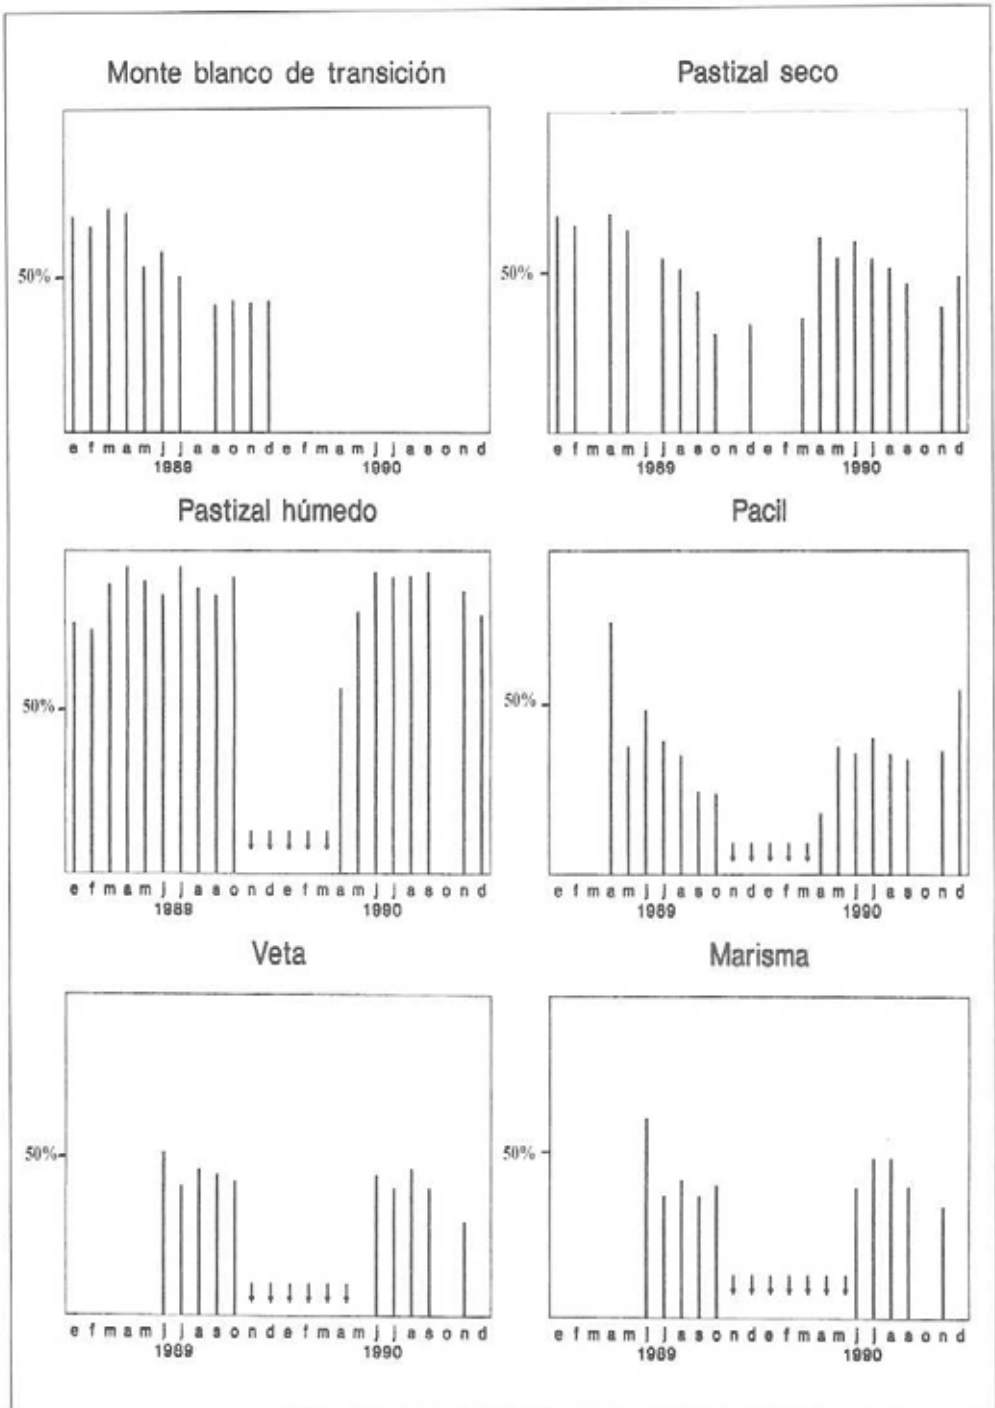 Monte blanco de transición
50%
e f m a m j j a s o n d e f m a m j j a s o n d
1989 1990
Pastizal seco
50%
e f m a m j j a s o n d e f m a m j j a s o n d
1989 1990
Pastizal húmedo
50%
e f m a m j j a s o n d e f m a m j j a s o n d
1989 1990
Pacil
50%
e f m a m j j a s o n d e f m a m j j a s o n d
1989 1990
Veta
50%
e f m a m j j a s o n d e f m a m j j a s o n d
1989 1990
Marisma
50%
e f m a m j j a s o n d e f m a m j j a s o n d
1989 1990